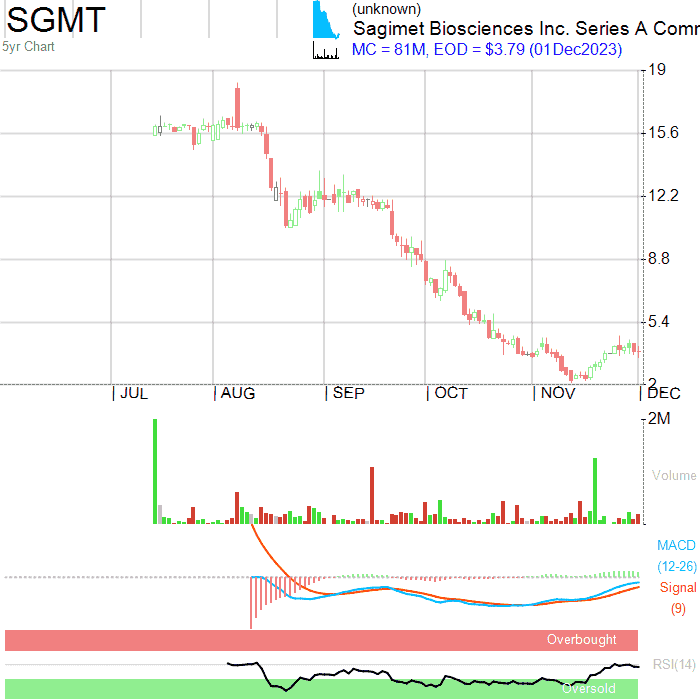 SGMT
5yr Chart
(unknown)
Sagimet Biosciences Inc. Series A Comm
MC = 81M, EOD = $3.79 (01Dec2023)
19
15.6
12.2
8.8
5.4
2
JUL AUG SEP OCT NOV DEC
2M
Volume
MACD
(12-26)
Signal
(9)
Overbought
RSI(14)
Oversold